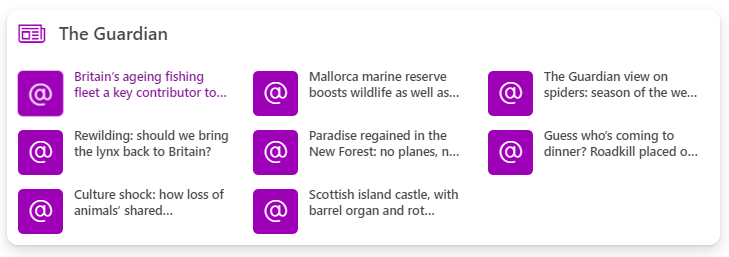 The Guardian
Britain's ageing fishing
fleet a key contributor to...
Mallorca marine reserve
boosts wildlife as well as...
The Guardian view on
spiders: season of the we...
@
@
@
Rewilding: should we bring
the lynx back to Britain?
Paradise regained in the
New Forest: no planes, n...
Guess who's coming to
dinner? Roadkill placed o...
@
@
@
Culture shock: how loss of
animals' shared...
Scottish island castle, with
barrel organ and rot...
@
@